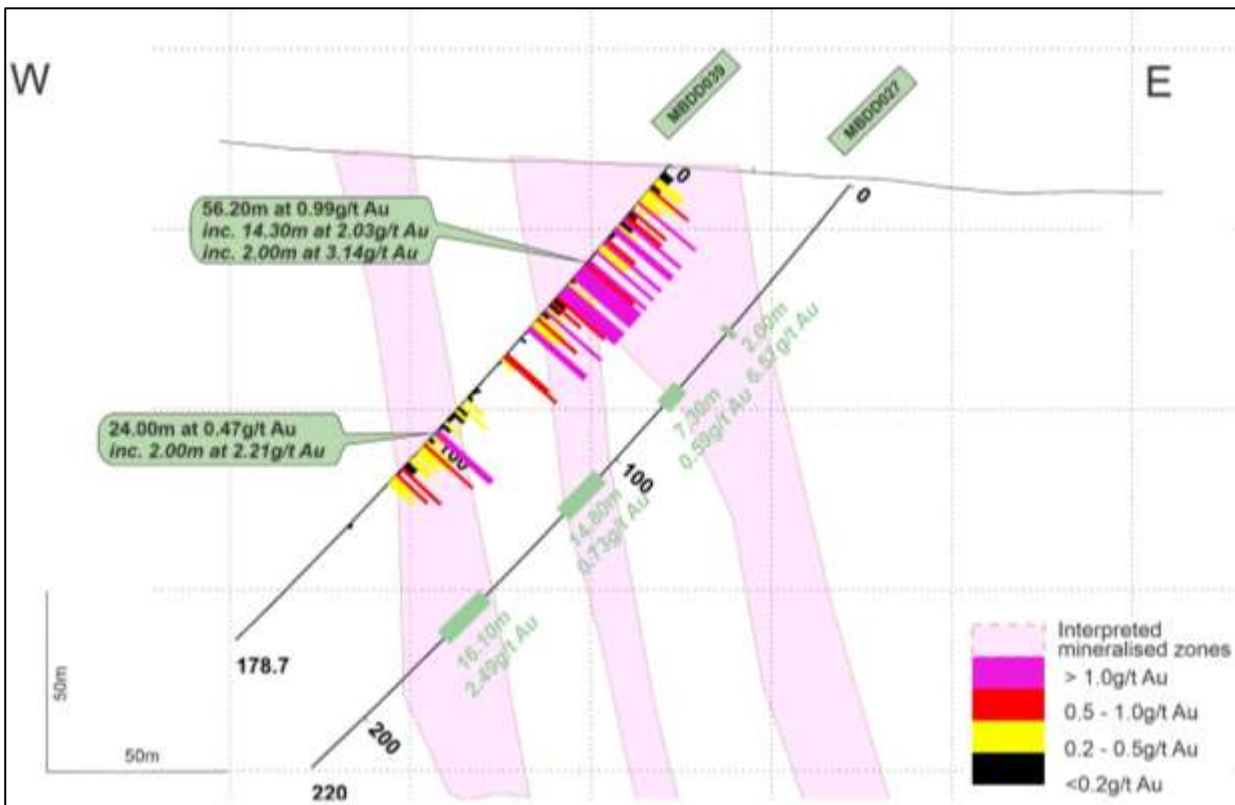 W
E
MBDD039
MBDD027
0
0
56.20m at 0.99g/t Au
inc. 14.30m at 2.03g/t Au
inc. 2.00m at 3.14g/t Au
2.00m
6.57g/t Au
7.30m
0.59g/t Au
24.00m at 0.47g/t Au
inc. 2.00m at 2.21g/t Au
100
100
14.80m
0.73g/t Au
16.10m
2.49g/t Au
178.7
200
220
50m
50m
Interpreted
mineralised zones
> 1.0g/t Au
0.5 - 1.0g/t Au
0.2 - 0.5g/t Au
<0.2g/t Au